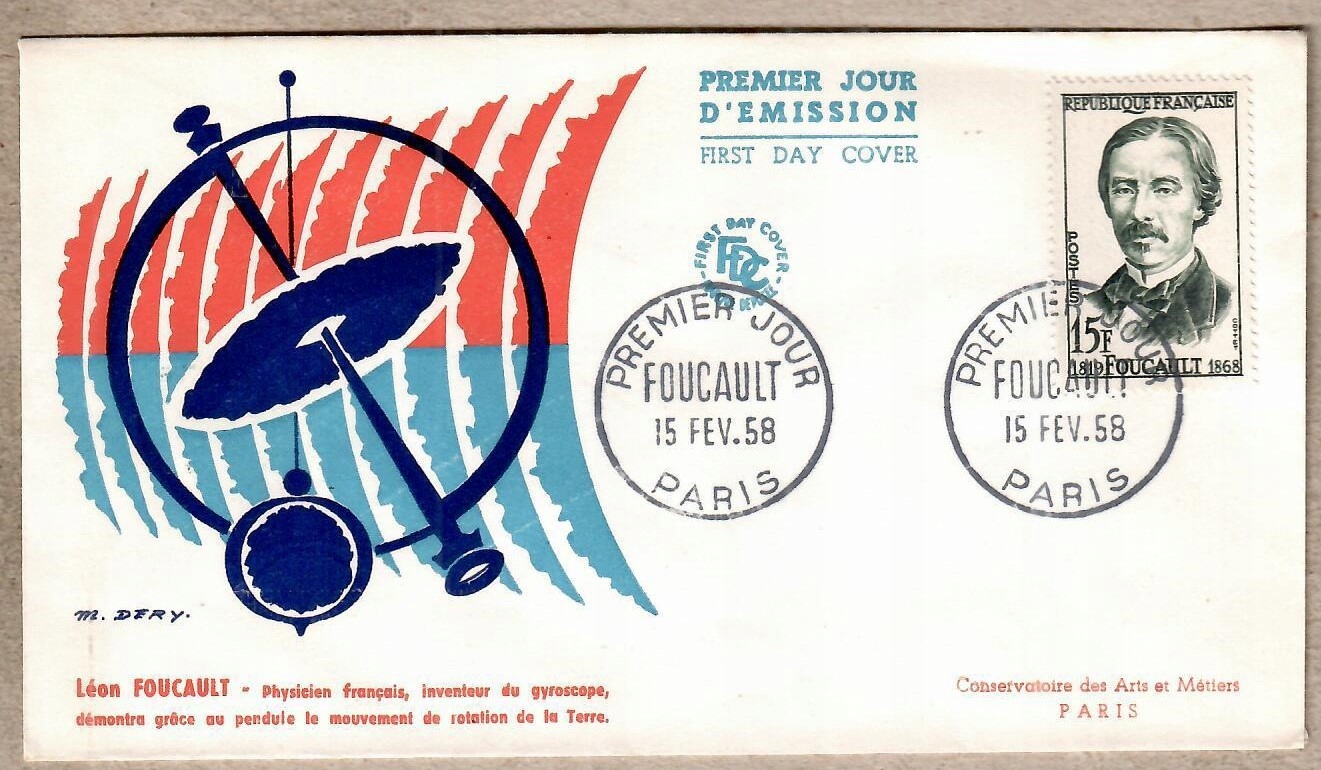 PREMIER JOUR
D'EMISSION
FIRST DAY COVER
REPUBLIQUE FRANÇAISE
POSTES
15F
1819 FOUCAULT 1868
FIRST DAY COVER
FDC
PREMIER JOUR
FOUCAULT
15 FEV.58
PARIS
PREMIER JOUR
FOUCAULT
15 FEV.58
PARIS
M. DERY.
Léon FOUCAULT - Physicien français, inventeur du gyroscope,
démontra grâce au pendule le mouvement de rotation de la Terre.
Conservatoire des Arts et Métiers
PARIS